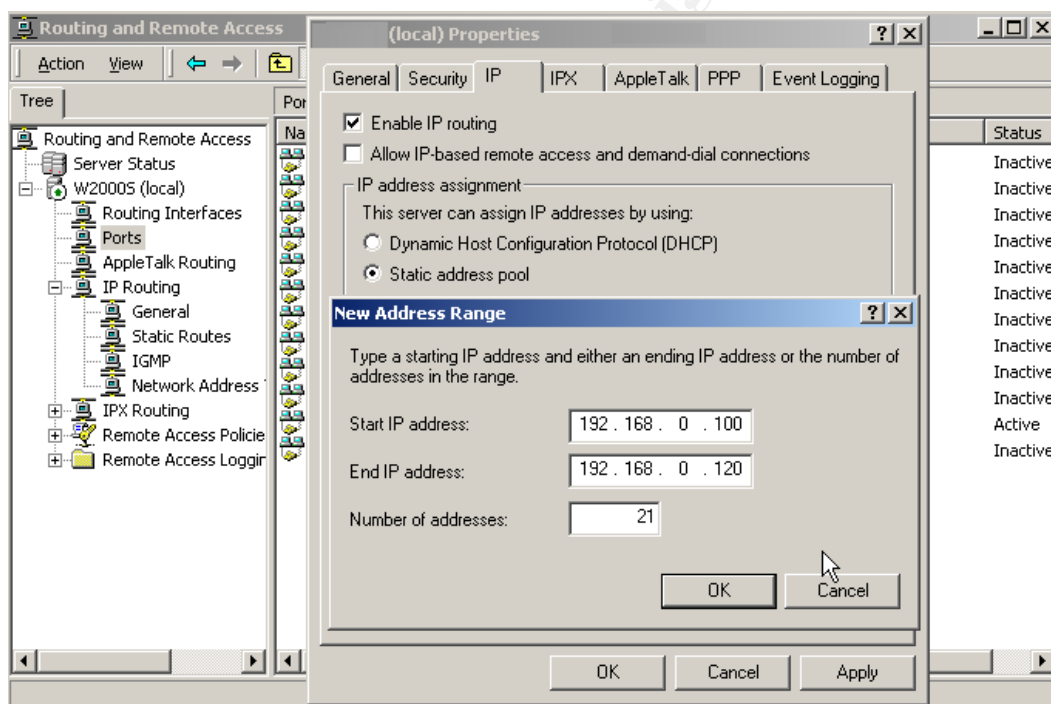 Routing and Remote Access
(local) Properties
Action View
General Security IP IPX AppleTalk PPP Event Logging
Tree
Enable IP routing
Allow IP-based remote access and demand-dial connections
IP address assignment
This server can assign IP addresses by using:
Dynamic Host Configuration Protocol (DHCP)
Static address pool
Routing and Remote Access
Server Status
W2000S (local)
Routing Interfaces
Ports
AppleTalk Routing
IP Routing
General
Static Routes
IGMP
Network Address
IPX Routing
Remote Access Policie
Remote Access Loggir
New Address Range
Type a starting IP address and either an ending IP address or the number of
addresses in the range.
Start IP address: 192 . 168 . 0 . 100
End IP address: 192 . 168 . 0 . 120
Number of addresses: 21
OK Cancel
OK Cancel Apply
Por
Na
Status
Inactive
Inactive
Inactive
Inactive
Inactive
Inactive
Inactive
Inactive
Inactive
Inactive
Active
Inactive